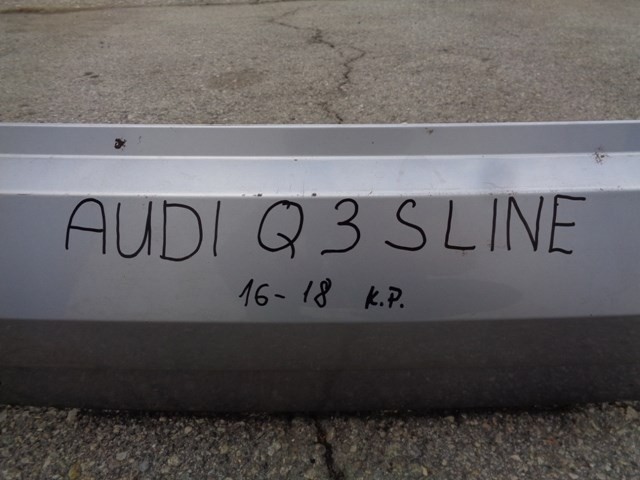 AUDI Q3 SLINE
16-18 K.P.